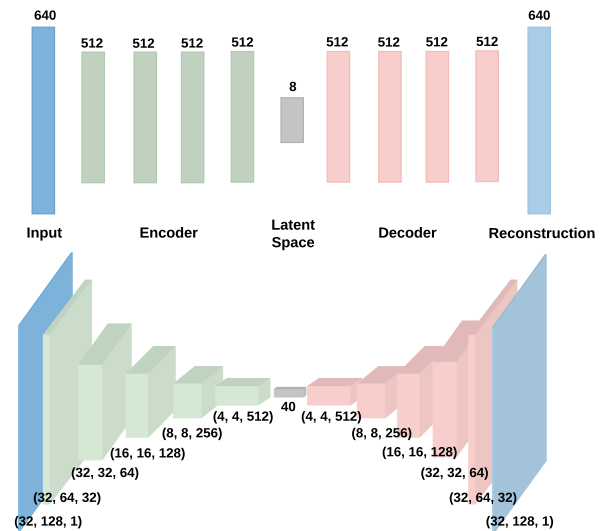 640
512 512 512 512
8
512 512 512 512
640
Input
Encoder
Latent
Space
Decoder
Reconstruction
(32, 128, 1)
(32, 64, 32)
(32, 32, 64)
(16, 16, 128)
(8, 8, 256)
(4, 4, 512)
40
(4, 4, 512)
(8, 8, 256)
(16, 16, 128)
(32, 32, 64)
(32, 64, 32)
(32, 128, 1)